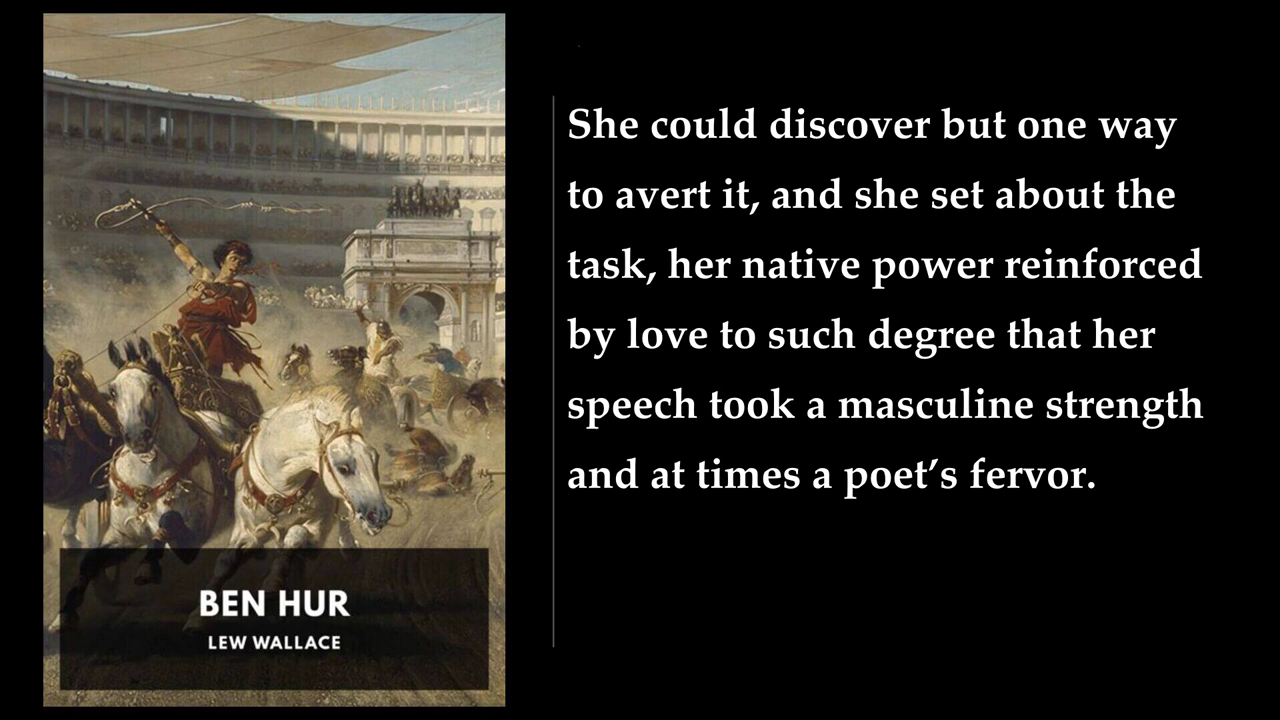 BEN HUR
LEW WALLACE
She could discover but one way
to avert it, and she set about the
task, her native power reinforced
by love to such degree that her
speech took a masculine strength
and at times a poet’s fervor.